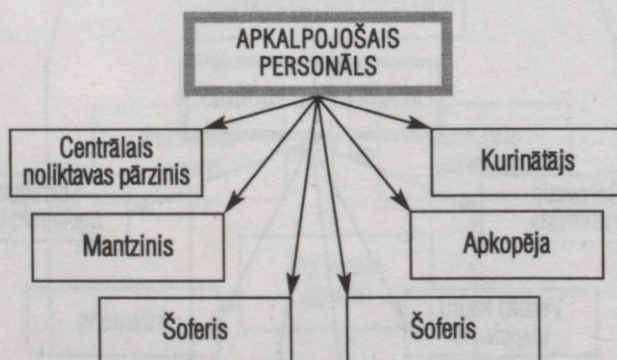 APKALPOJOŠAIS
PERSONĀLS
Centrālais
noliktavas pārzinis
Kurinātājs
Mantzinis
Apkopēja
Šoferis
Šoferis